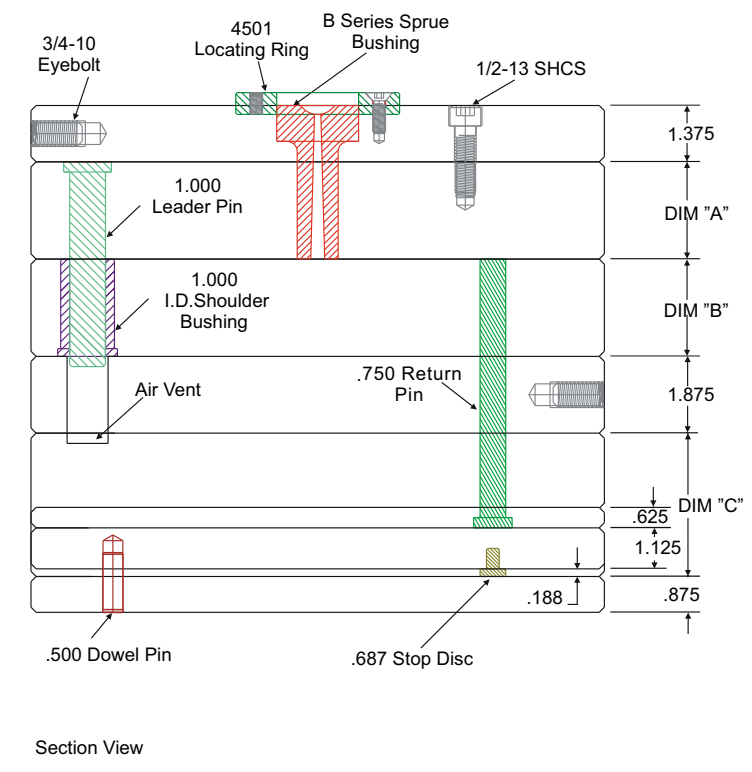 B Series Sprue
Bushing
4501
Locating Ring
3/4-10
Eyebolt
1/2-13 SHCS
1.375
1.000
Leader Pin
DIM ”A”
1.000
I.D.Shoulder
Bushing
DIM ”B”
.750 Return
Pin
Air Vent
1.875
DIM ”C”
.625
1.125
.188
.875
.500 Dowel Pin
.687 Stop Disc
Section View